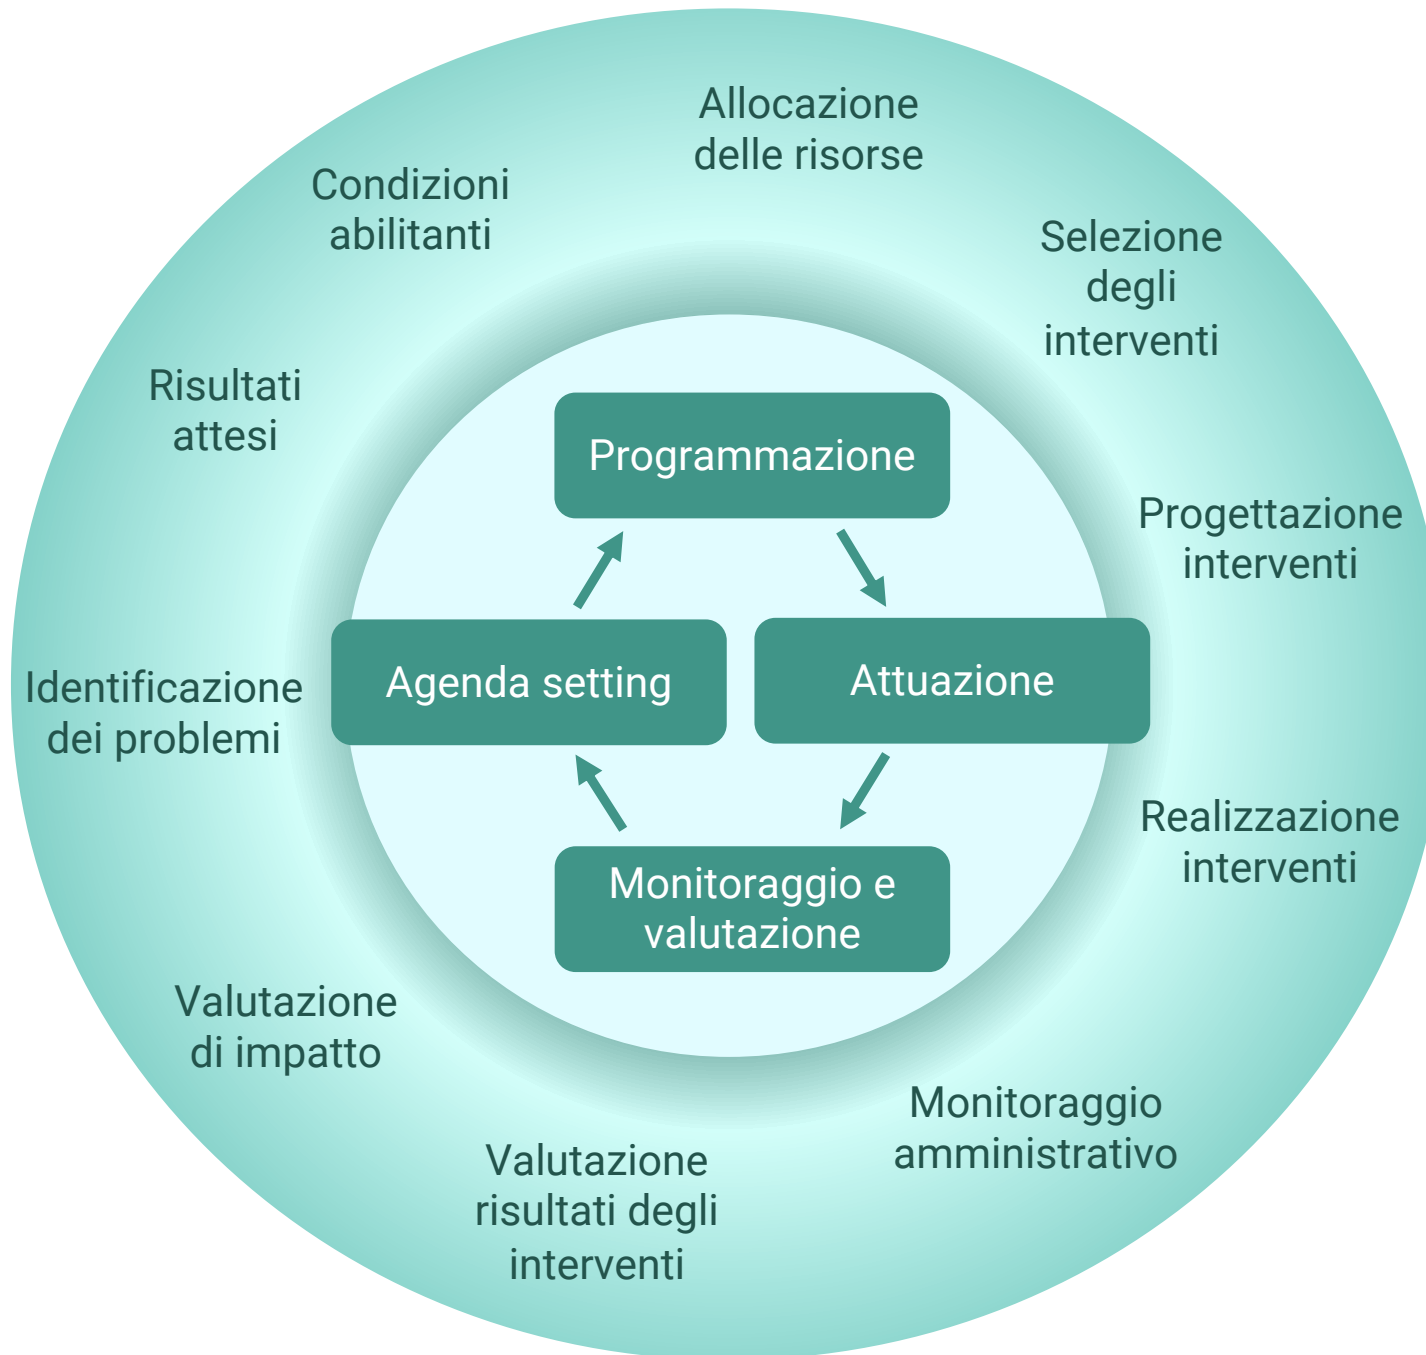 Allocazione
delle risorse
Condizioni
abilitanti
Selezione
degli
interventi
Risultati
attesi
Programmazione
Progettazione
interventi
Agenda setting
Attuazione
Identificazione
dei problemi
Realizzazione
interventi
Monitoraggio e
valutazione
Valutazione
di impatto
Monitoraggio
amministrativo
Valutazione
risultati degli
interventi